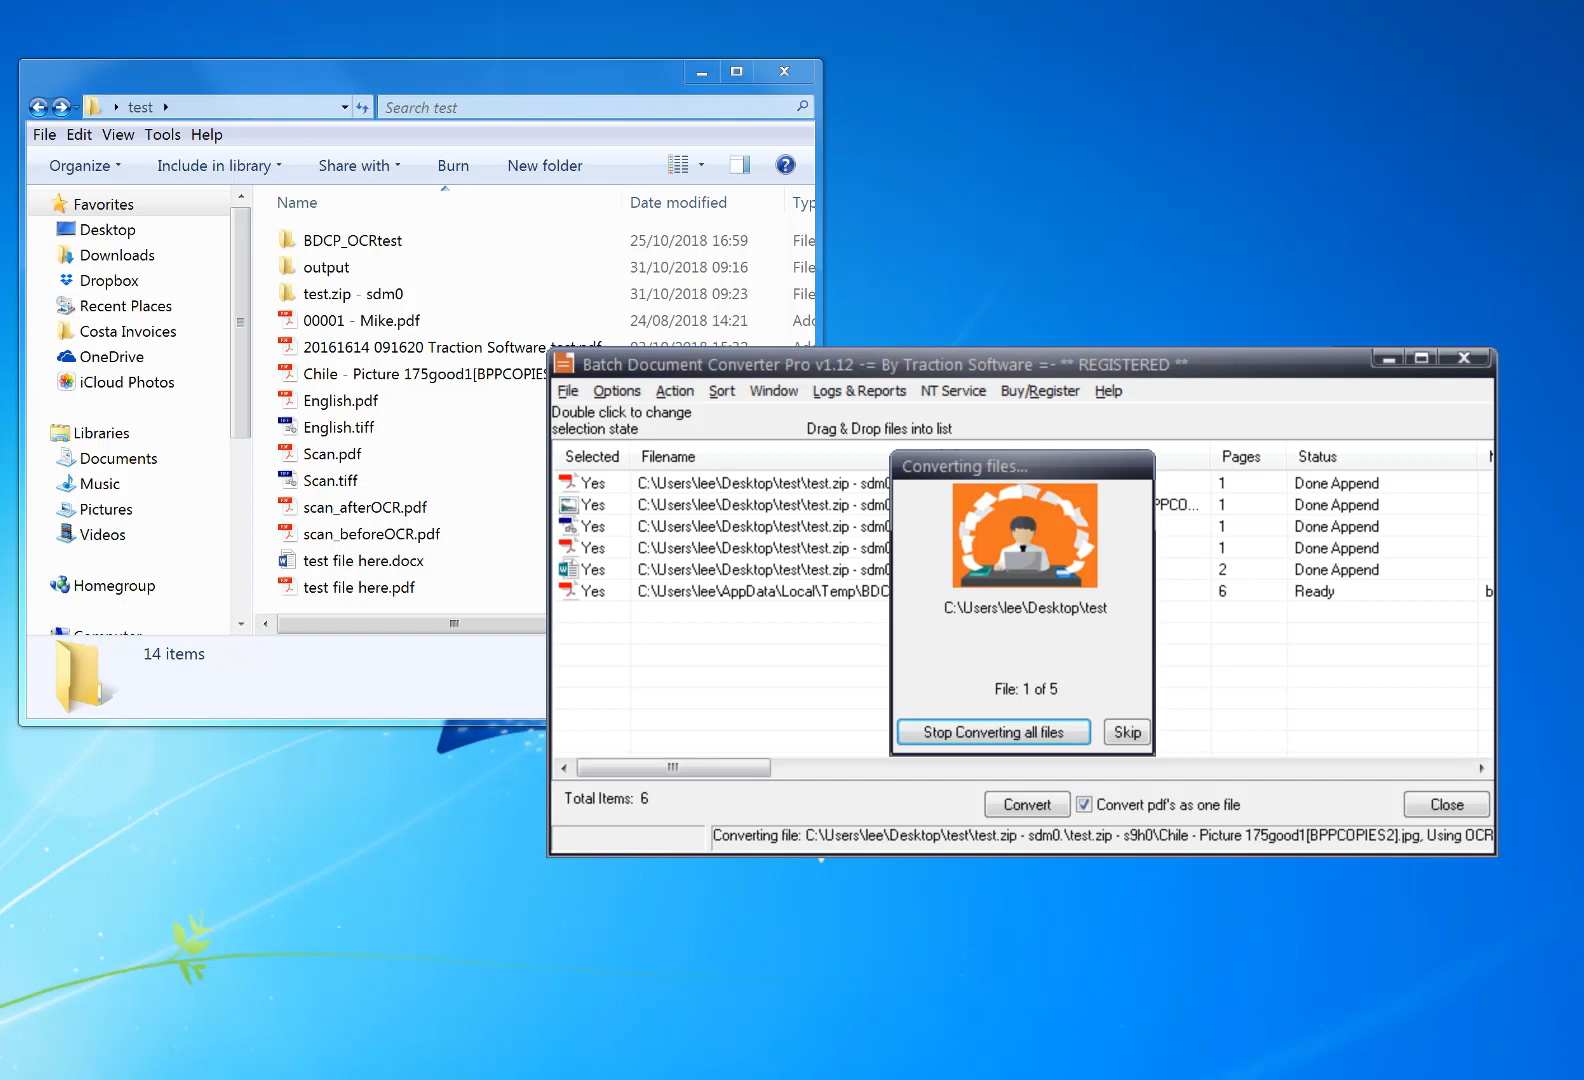 test
Search test
File Edit View Tools Help
Organize Include in library Share with Burn New folder
Name Date modified Typ
Favorites
Desktop
Downloads
Dropbox
Recent Places
Costa Invoices
OneDrive
iCloud Photos
Libraries
Documents
Music
Pictures
Videos
Homegroup
Computer
BDCP_OCRtest 25/10/2018 16:59 File
output 31/10/2018 09:16 File
test.zip - sdm0 31/10/2018 09:23 File
00001 - Mike.pdf 24/08/2018 14:21 Ado
20161614 091620 Traction Software test.pdf
Chile - Picture 175good1[BPPCOPIES
English.pdf
English.tiff
Scan.pdf
Scan.tiff
scan_afterOCR.pdf
scan_beforeOCR.pdf
test file here.docx
test file here.pdf
14 items
Batch Document Converter Pro v1.12 -= By Traction Software =- ** REGISTERED **
File Options Action Sort Window Logs & Reports NT Service Buy/Register Help
Double click to change
selection state
Drag & Drop files into list
Selected Filename Pages Status
Yes C:\Users\lee\Desktop\test\test.zip - sdm0 1 Done Append
Yes C:\Users\lee\Desktop\test\test.zip - sdm0 PPCO... 1 Done Append
Yes C:\Users\lee\Desktop\test\test.zip - sdm0 1 Done Append
Yes C:\Users\lee\Desktop\test\test.zip - sdm0 1 Done Append
Yes C:\Users\lee\Desktop\test\test.zip - sdm0 2 Done Append
Yes C:\Users\lee\AppData\Local\Temp\BDC 6 Ready b
Converting files...
C:\Users\lee\Desktop\test
File: 1 of 5
Stop Converting all files Skip
Total Items: 6
Convert Convert pdf's as one file Close
Converting file: C:\Users\lee\Desktop\test\test.zip - sdm0.\test.zip - s9h0\Chile - Picture 175good1[BPPCOPIES2].jpg, Using OCR